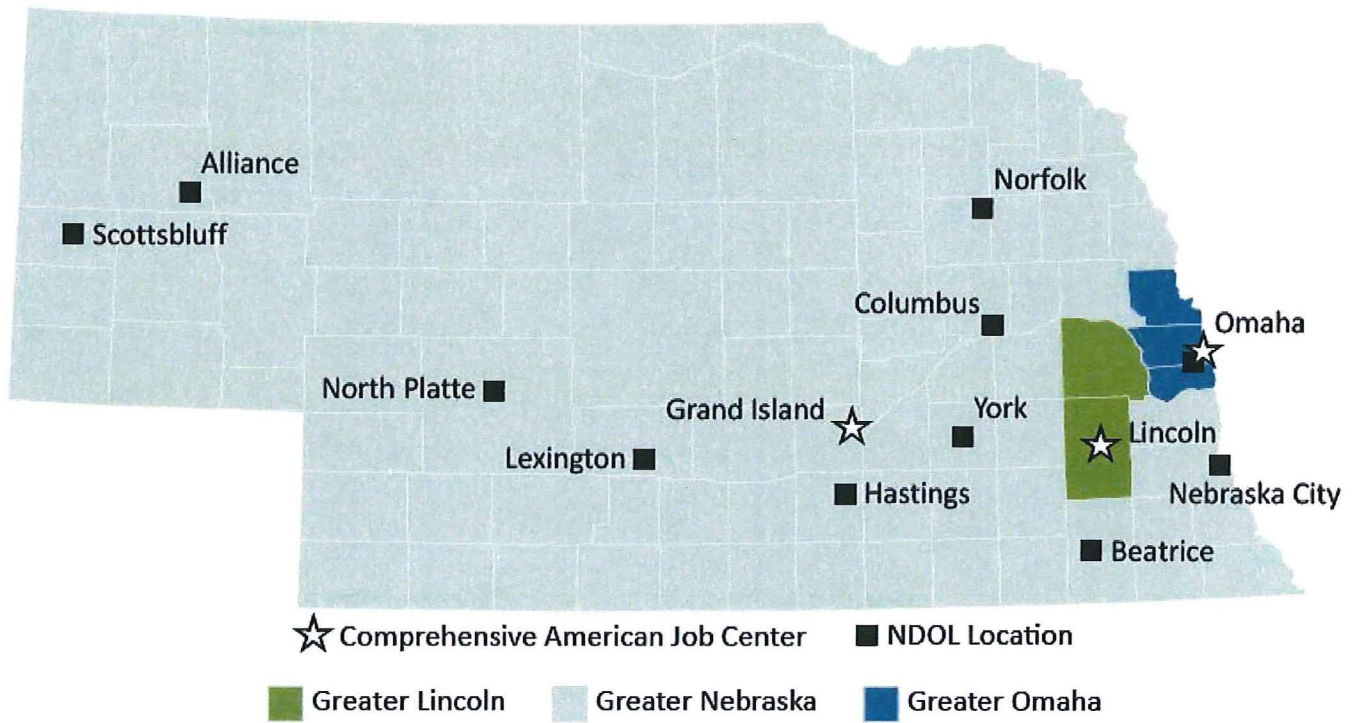 Alliance
Norfolk
Scottsbluff
Columbus
Omaha
North Platte
Grand Island
York
Lincoln
Lexington
Hastings
Nebraska City
Beatrice
Comprehensive American Job Center
NDOL Location
Greater Lincoln
Greater Nebraska
Greater Omaha